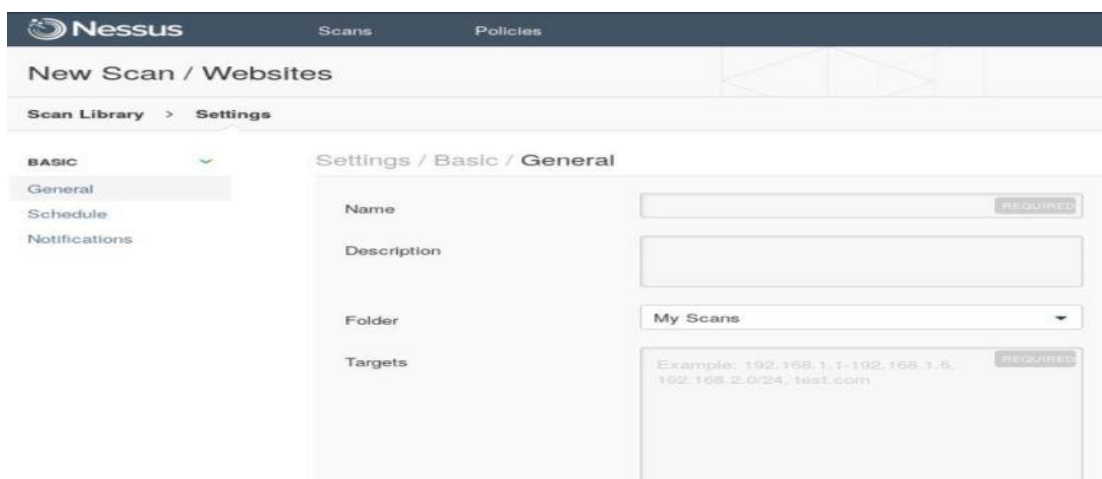 Nessus Scans Policies
New Scan / Websites
Scan Library > Settings
BASIC
General
Schedule
Notifications
Settings / Basic / General
Name REQUIRED
Description
Folder My Scans
Targets REQUIRED
Example: 192.168.1.1-192.168.1.5,
192.168.2.0/24, test.com